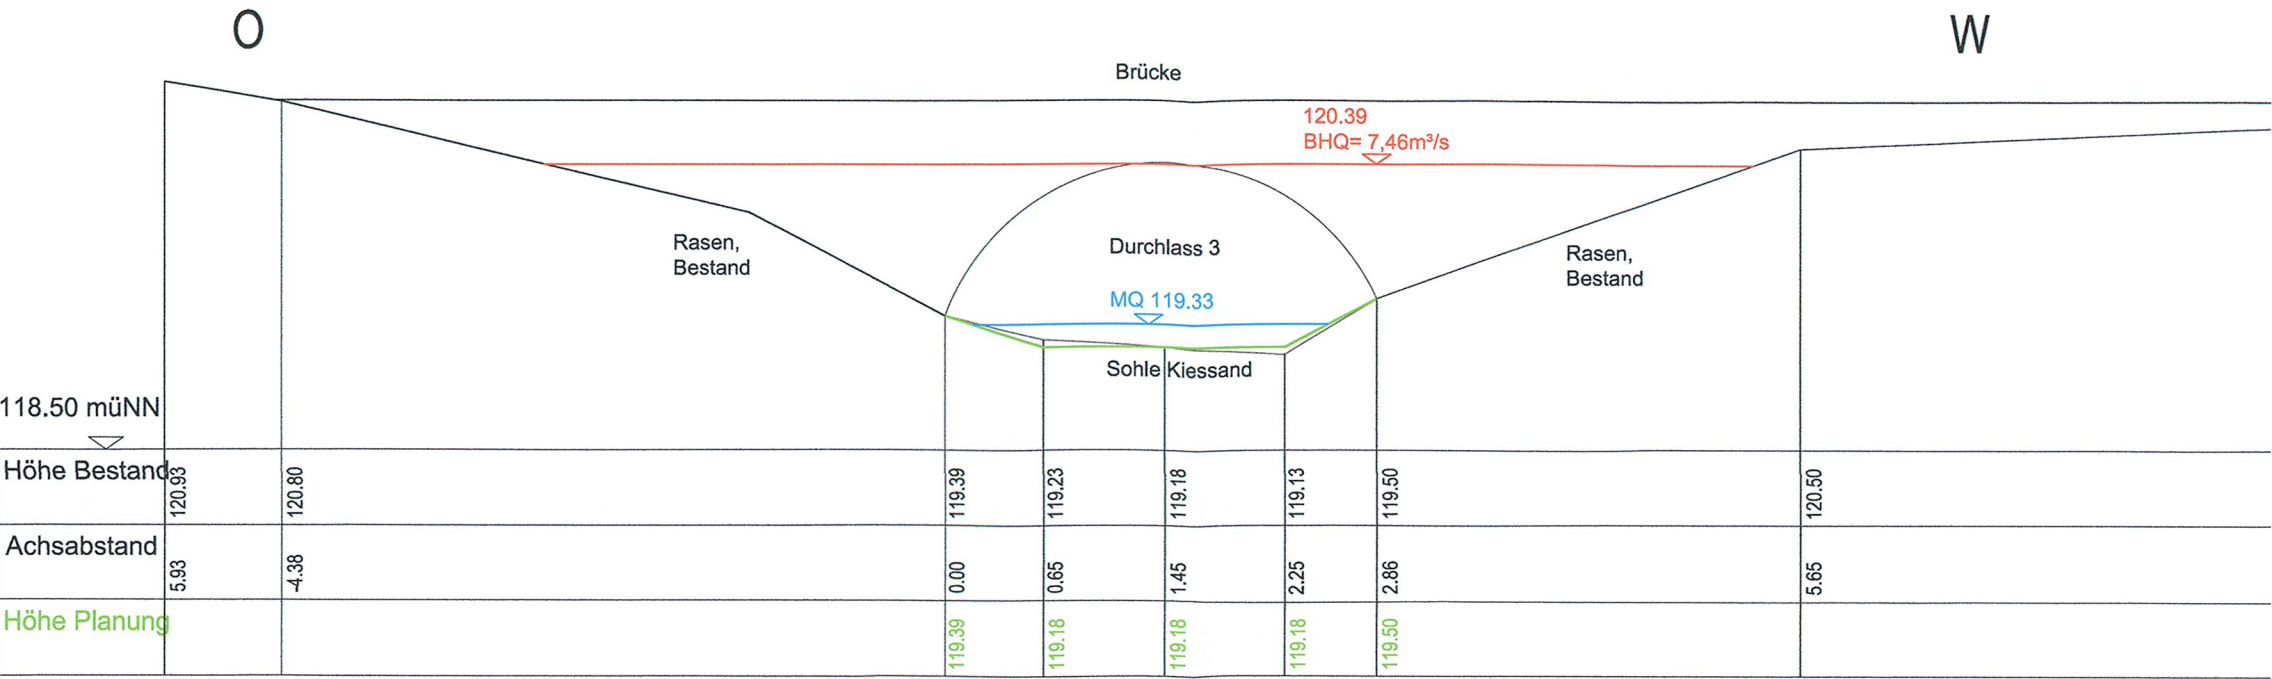 O
W
Brücke
120.39
BHQ= 7,46m³/s
Rasen,
Bestand
Durchlass 3
Rasen,
Bestand
MQ 119.33
Sohle Kiessand
118.50 müNN
Höhe Bestand
120.93
120.80
119.39
119.23
119.18
119.13
119.50
120.50
Achsabstand
5.93
-4.38
0.00
0.65
1.45
2.25
2.86
5.65
Höhe Planung
119.39
119.18
119.18
119.18
119.50